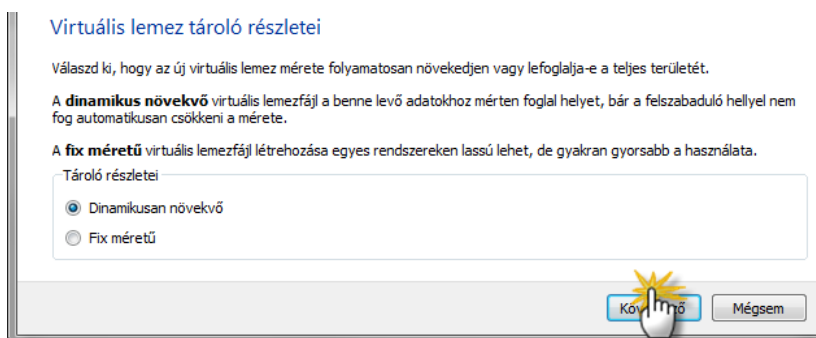 Virtuális lemez tároló részletei
Válaszd ki, hogy az új virtuális lemez mérete folyamatosan növekedjen vagy lefoglalja-e a teljes területét.
A dinamikus növekvő virtuális lemezfájl a benne levő adatokhoz mérten foglal helyet, bár a felszabaduló hellyel nem
fog automatikusan csökkeni a mérete.
A fix méretű virtuális lemezfájl létrehozása egyes rendszereken lassú lehet, de gyakran gyorsabb a használata.
Tároló részletei
Dinamikusan növekvő
Fix méretű
Mégsem